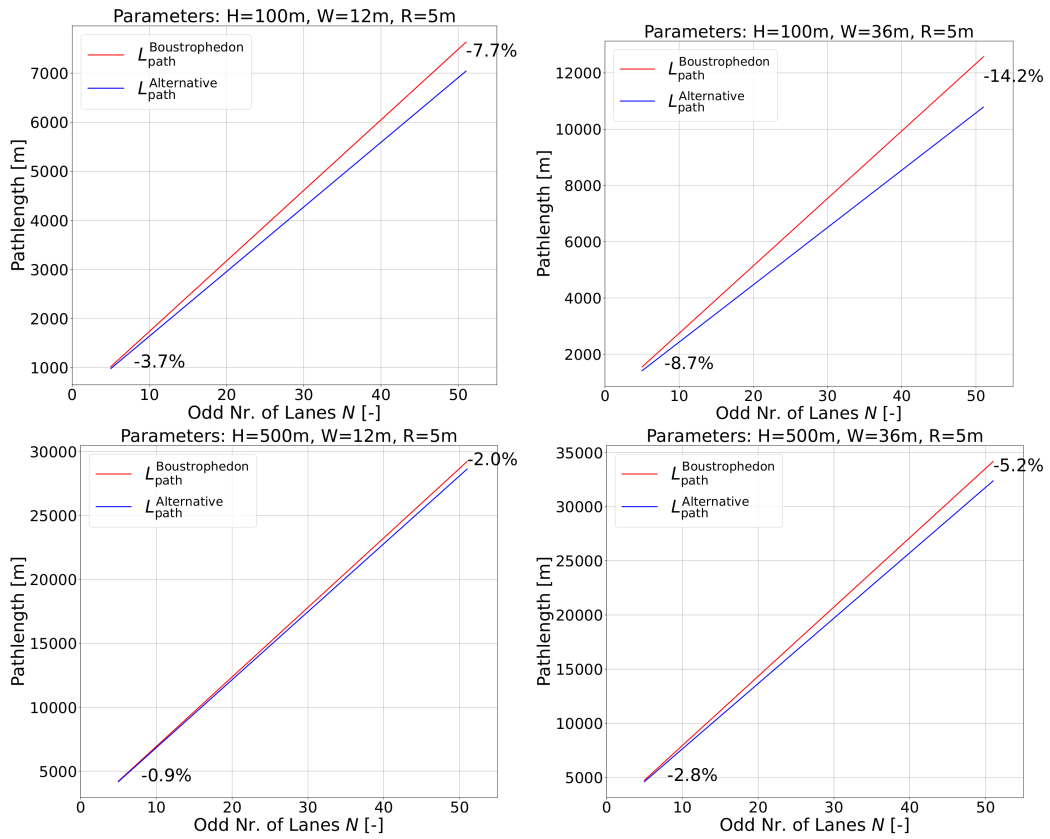 Parameters: H=100m, W=12m, R=5m
L_path^Boustrophedon
L_path^Alternative
-7.7%
-3.7%
7000
6000
5000
4000
3000
2000
1000
Pathlength [m]
0 10 20 30 40 50
Odd Nr. of Lanes N [-]
Parameters: H=100m, W=36m, R=5m
L_path^Boustrophedon
L_path^Alternative
-14.2%
-8.7%
12000
10000
8000
6000
4000
2000
Pathlength [m]
0 10 20 30 40 50
Odd Nr. of Lanes N [-]
Parameters: H=500m, W=12m, R=5m
L_path^Boustrophedon
L_path^Alternative
-2.0%
-0.9%
30000
25000
20000
15000
10000
5000
Pathlength [m]
0 10 20 30 40 50
Odd Nr. of Lanes N [-]
Parameters: H=500m, W=36m, R=5m
L_path^Boustrophedon
L_path^Alternative
-5.2%
-2.8%
35000
30000
25000
20000
15000
10000
5000
Pathlength [m]
0 10 20 30 40 50
Odd Nr. of Lanes N [-]